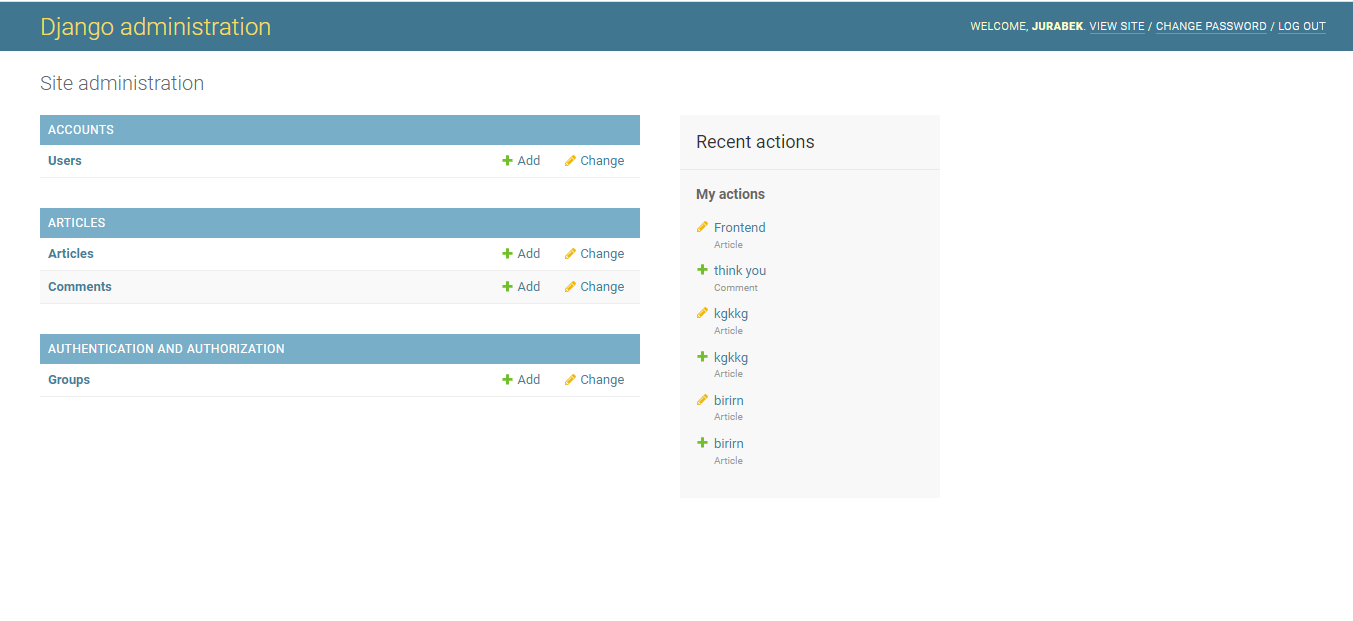 Django administration
WELCOME, JURABEK. VIEW SITE / CHANGE PASSWORD / LOG OUT
Site administration
ACCOUNTS
Users Add Change
ARTICLES
Articles Add Change
Comments Add Change
AUTHENTICATION AND AUTHORIZATION
Groups Add Change
Recent actions
My actions
Frontend
Article
think you
Comment
kgkkg
Article
kgkkg
Article
birirn
Article
birirn
Article